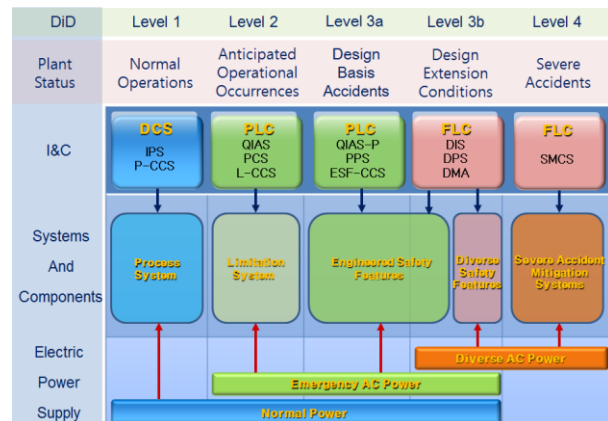 DiD
Level 1
Level 2
Level 3a
Level 3b
Level 4
Plant
Status
Normal
Operations
Anticipated
Operational
Occurrences
Design
Basis
Accidents
Design
Extension
Conditions
Severe
Accidents
I&C
DCS
IPS
P-CCS
PLC
QIAS
PCS
L-CCS
PLC
QIAS-P
PPS
ESF-CCS
FLC
DIS
DPS
DMA
FLC
SMCS
Systems
And
Components
Process
System
Limitation
System
Engineered Safety
Features
Diverse
Safety
Features
Severe Accident
Mitigation
Systems
Electric
Power
Supply
Diverse AC Power
Emergency AC Power
Normal Power